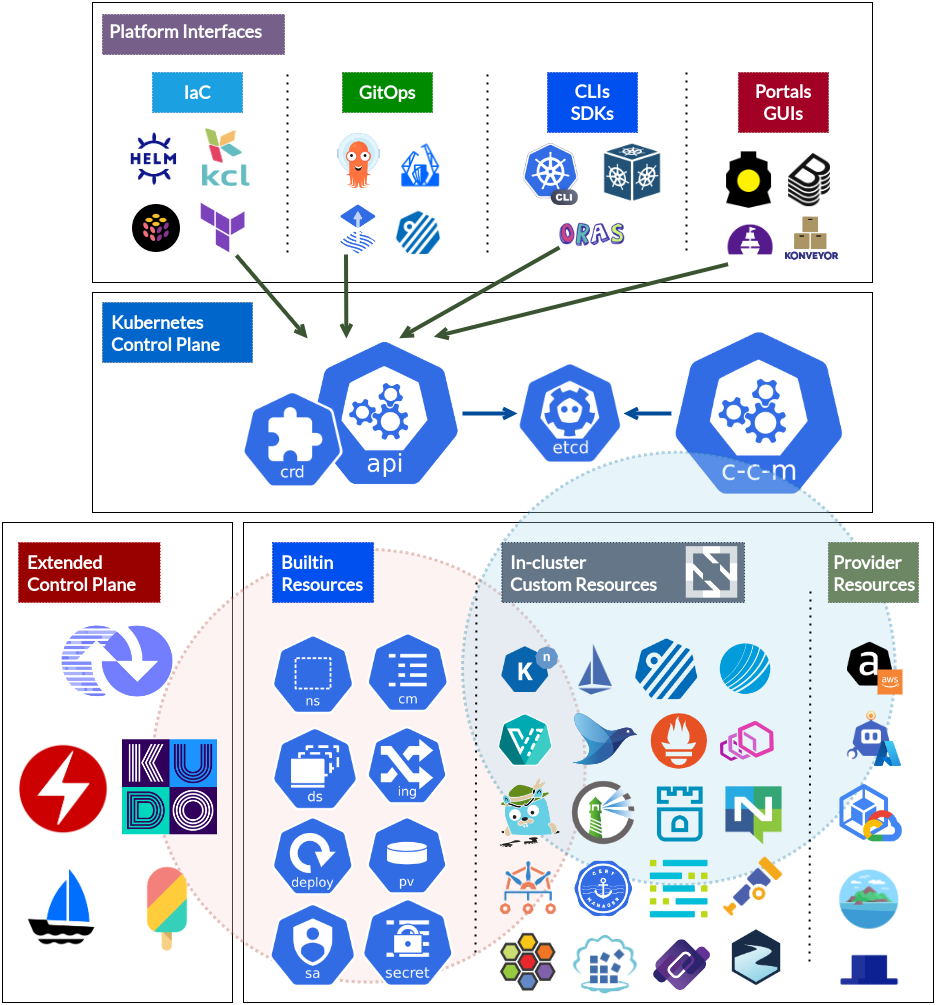 Platform Interfaces
IaC
GitOps
CLIs
SDKs
Portals
GUIs
HELM
kcl
CLI
ORAS
KONVEYOR
Kubernetes
Control Plane
crd
api
etcd
c-c-m
Extended
Control Plane
Builtin
Resources
In-cluster
Custom Resources
Provider
Resources
ns
cm
K
n
a
aws
KU
DO
ds
ing
deploy
pv
D
N
CERT
MANAGER
sa
secret